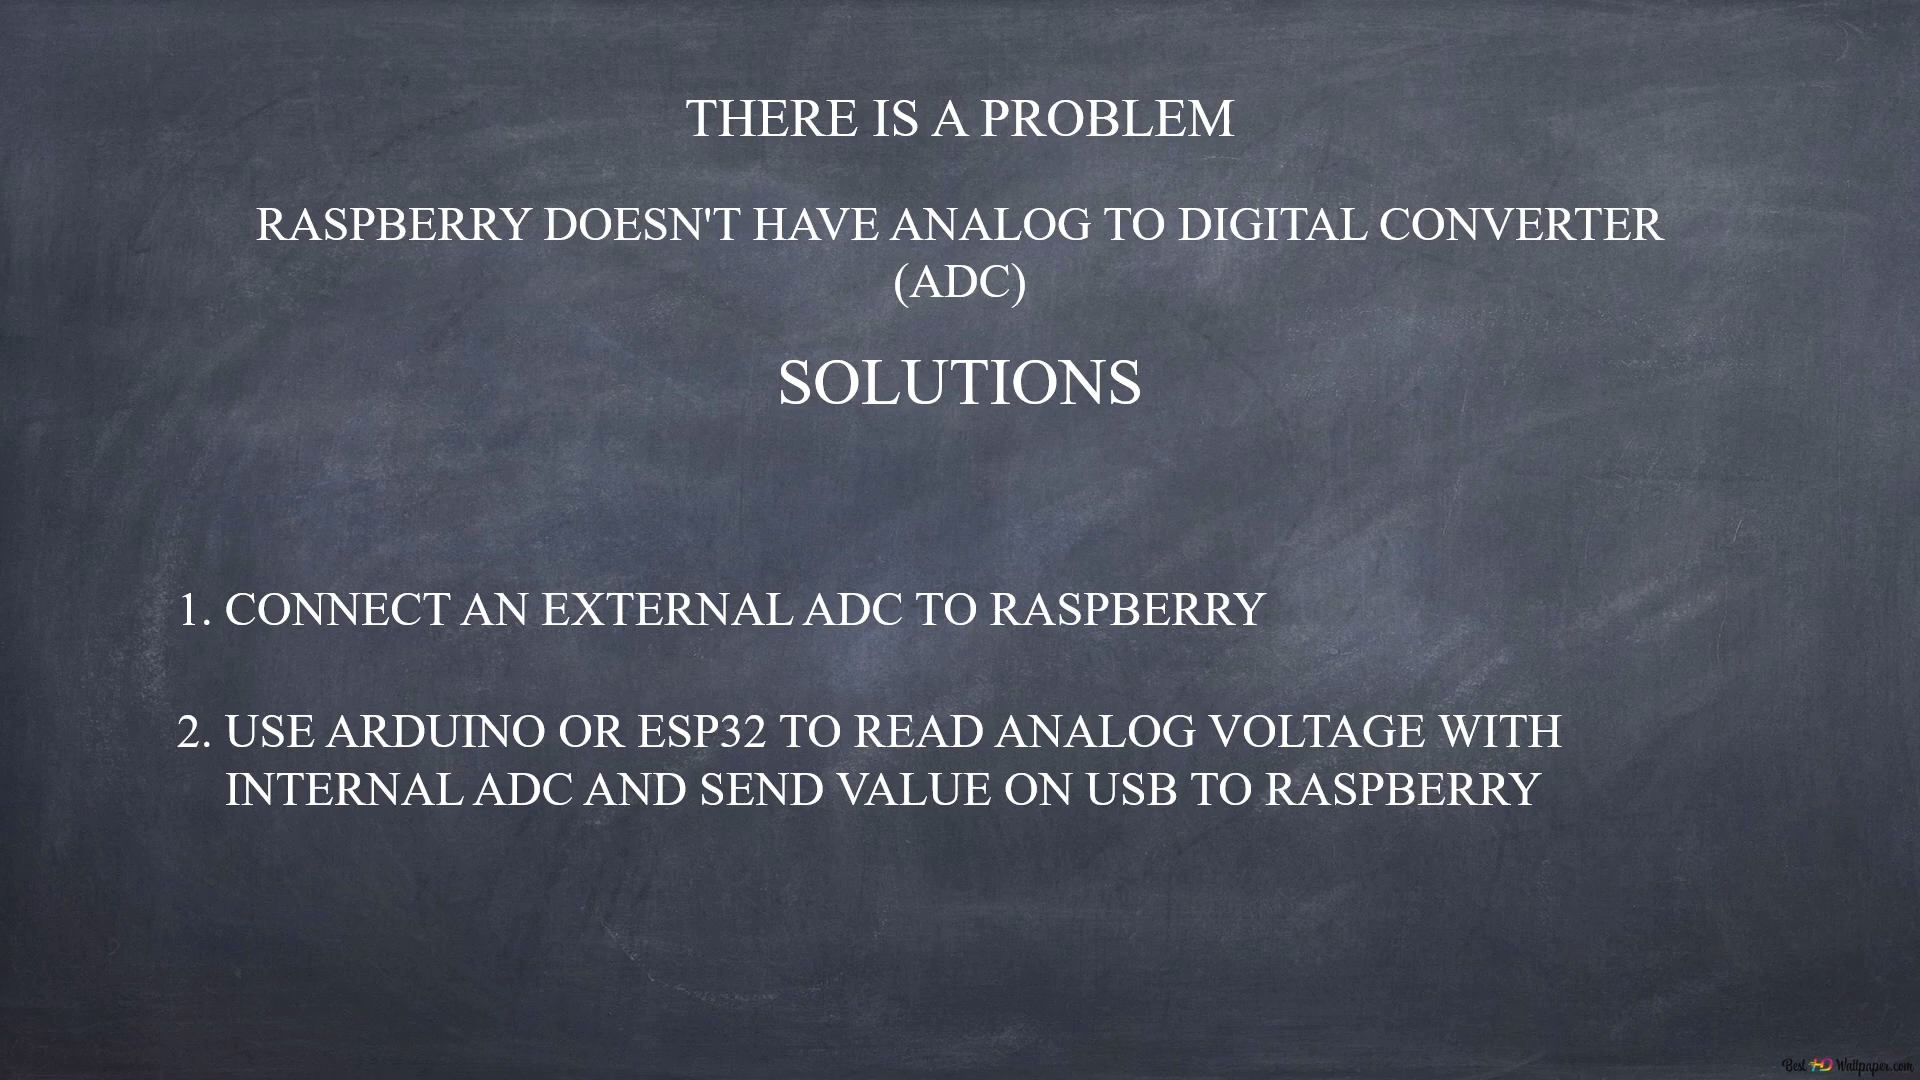 THERE IS A PROBLEM
RASPBERRY DOESN'T HAVE ANALOG TO DIGITAL CONVERTER
(ADC)
SOLUTIONS
1. CONNECT AN EXTERNAL ADC TO RASPBERRY
2. USE ARDUINO OR ESP32 TO READ ANALOG VOLTAGE WITH
INTERNAL ADC AND SEND VALUE ON USB TO RASPBERRY
Best HD Wallpaper.com